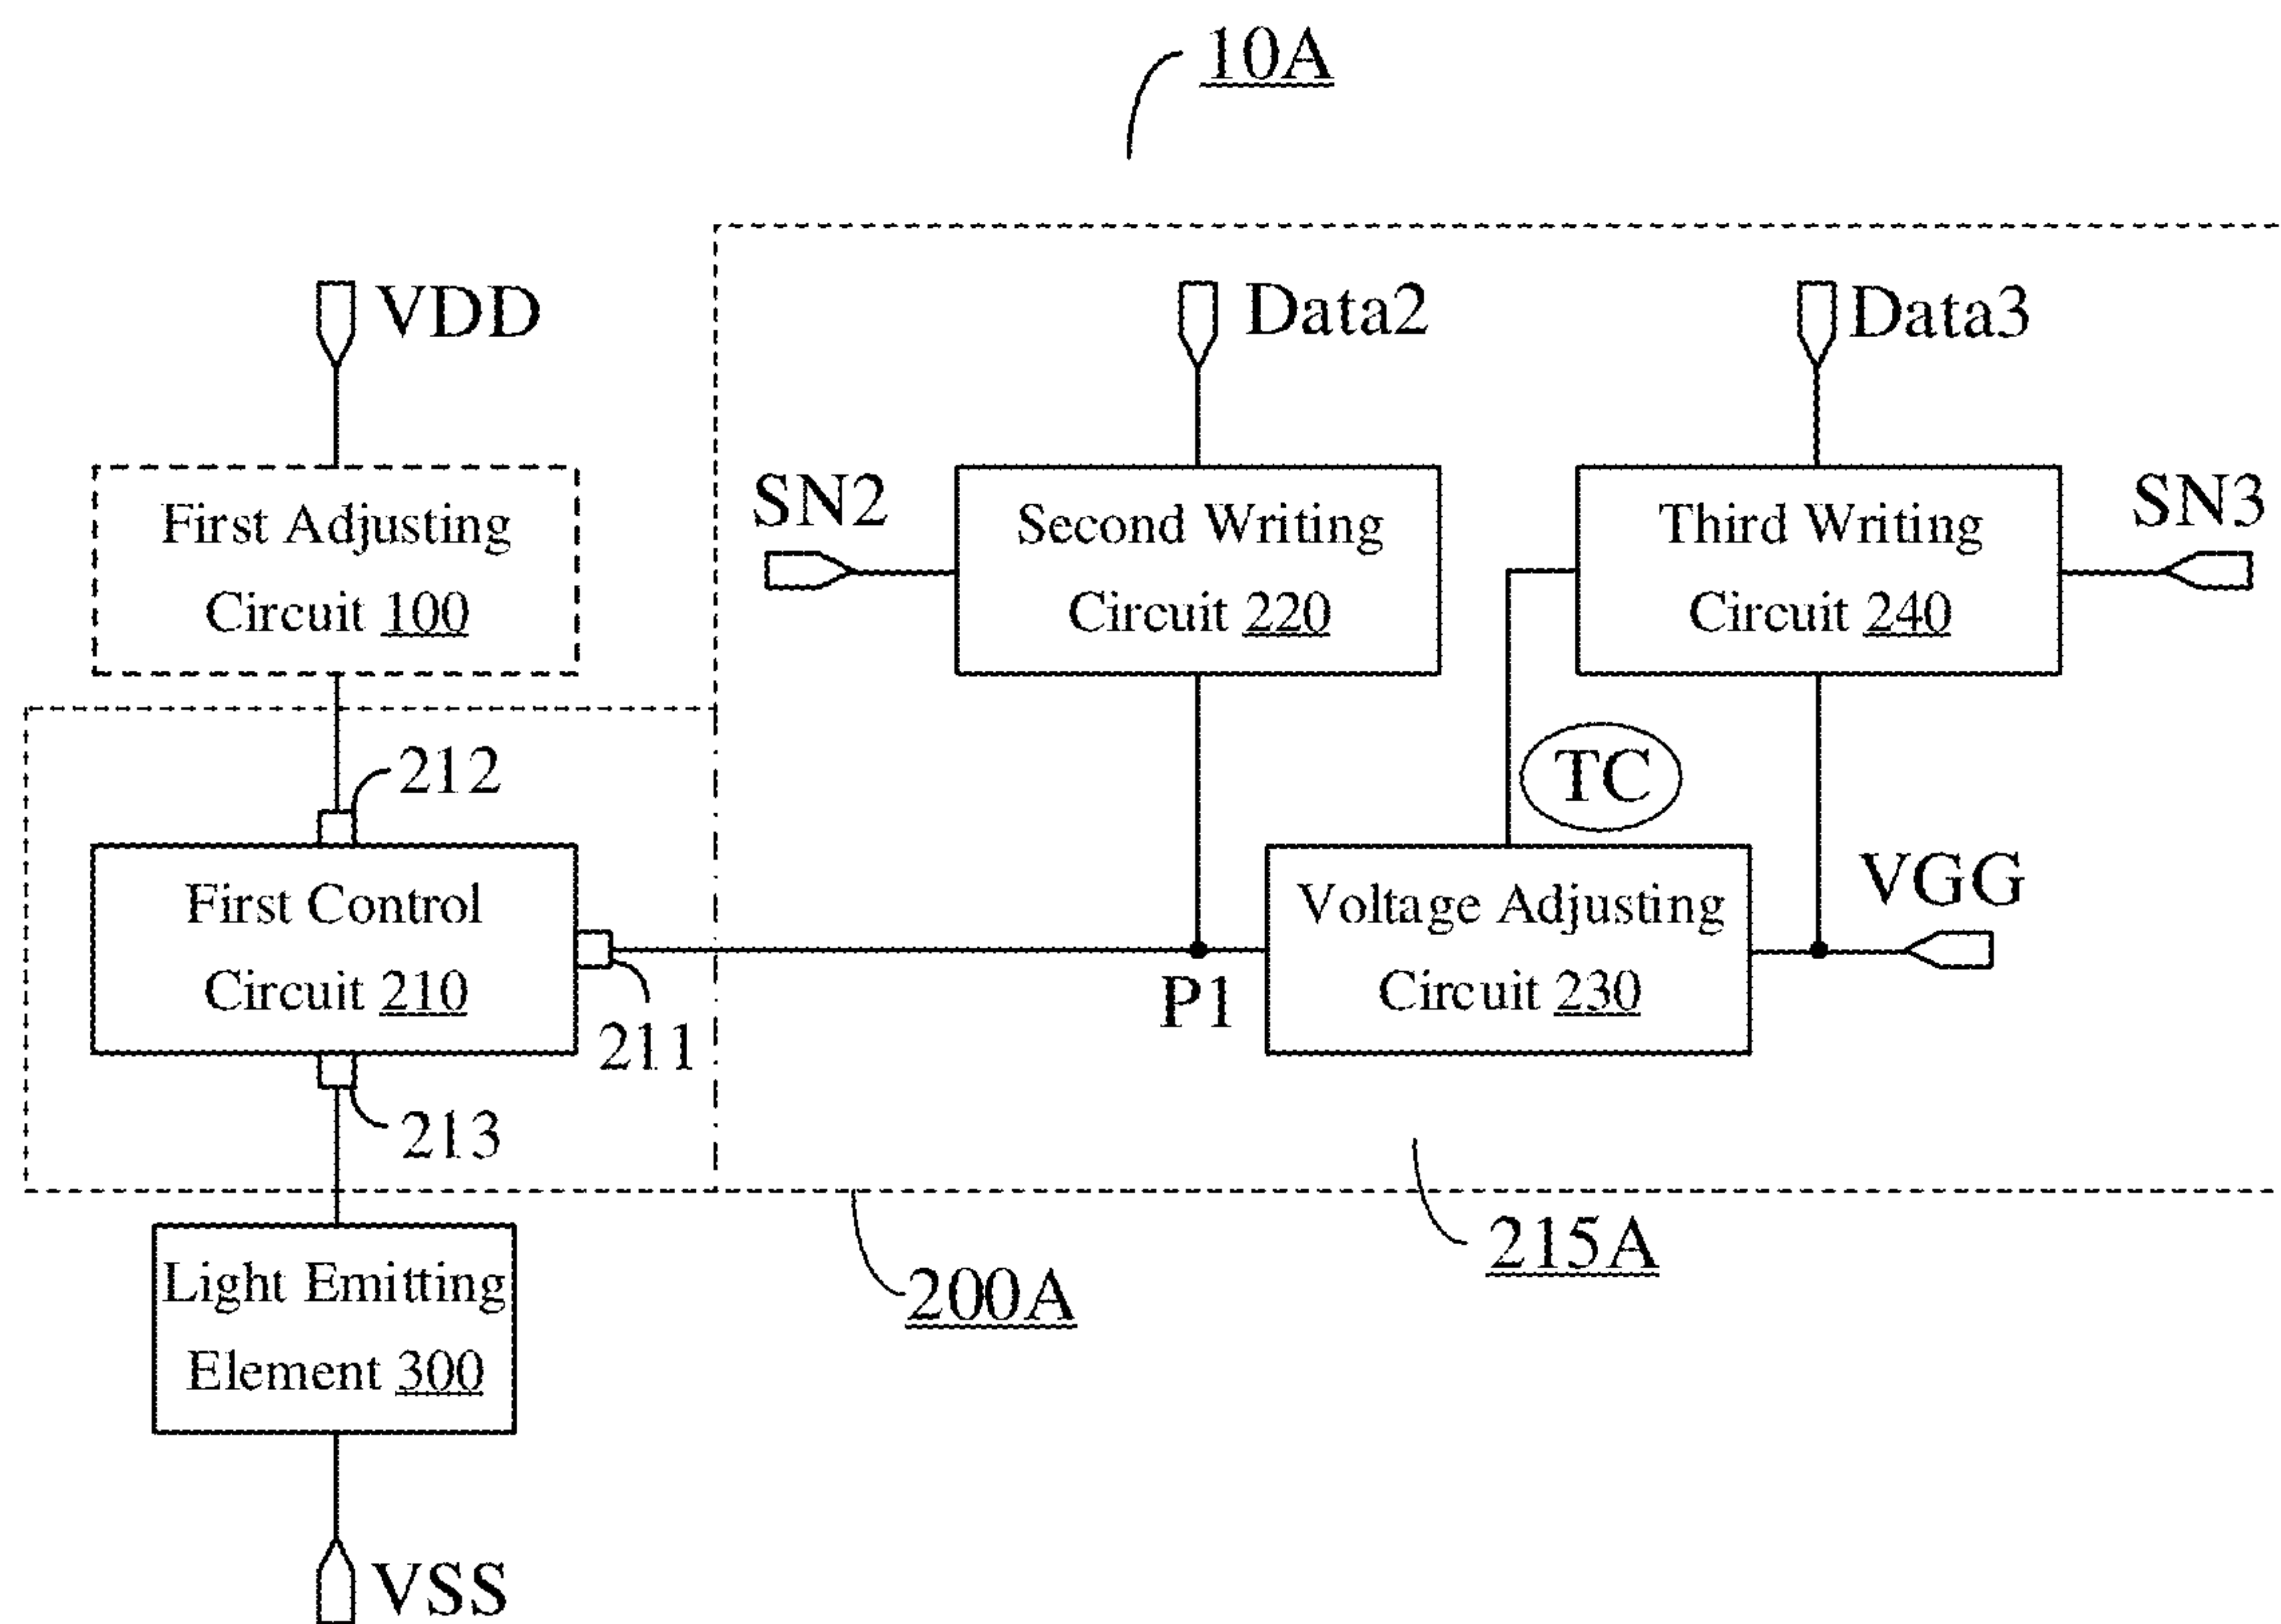 10A
VDD
Data2
Data3
First Adjusting
Circuit 100
SN2
Second Writing
Circuit 220
Third Writing
Circuit 240
SN3
212
TC
First Control
Circuit 210
211
P1
Voltage Adjusting
Circuit 230
VGG
213
215A
200A
Light Emitting
Element 300
VSS